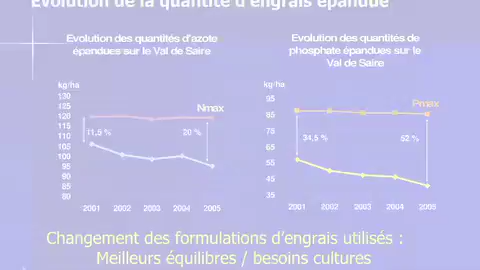 Evolution de la quantité d'engrais épandue
Evolution des quantités d'azote
épandues sur le Val de Saire
kg/ha
130
125
120
115
110
105
100
95
90
85
80
Nmax
11,5 %
20 %
2001 2002 2003 2004 2005
Evolution des quantités de
phosphate épandues sur le
Val de Saire
kg/ha
95
85
75
65
55
45
35
Pmax
34,5 %
52 %
2001 2002 2003 2004 2005
Changement des formulations d'engrais utilisés :
Meilleurs équilibres / besoins cultures